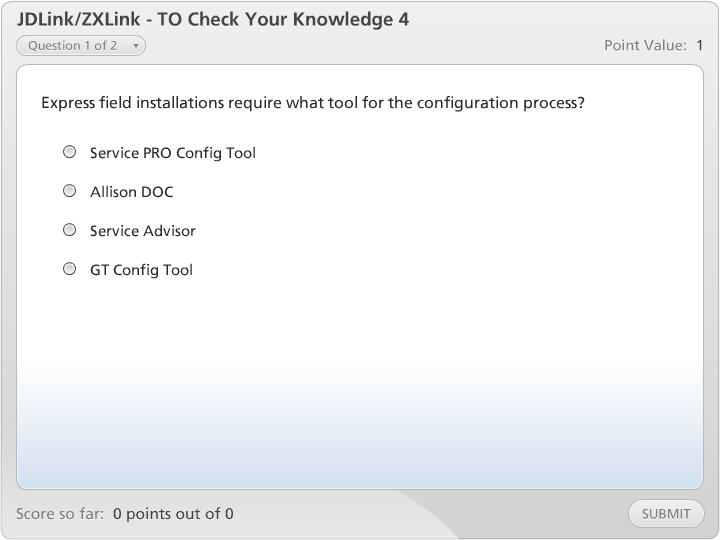 JDLink/ZXLink - TO Check Your Knowledge 4
Question 1 of 2
Point Value: 1
Express field installations require what tool for the configuration process?
Service PRO Config Tool
Allison DOC
Service Advisor
GT Config Tool
Score so far: 0 points out of 0
SUBMIT